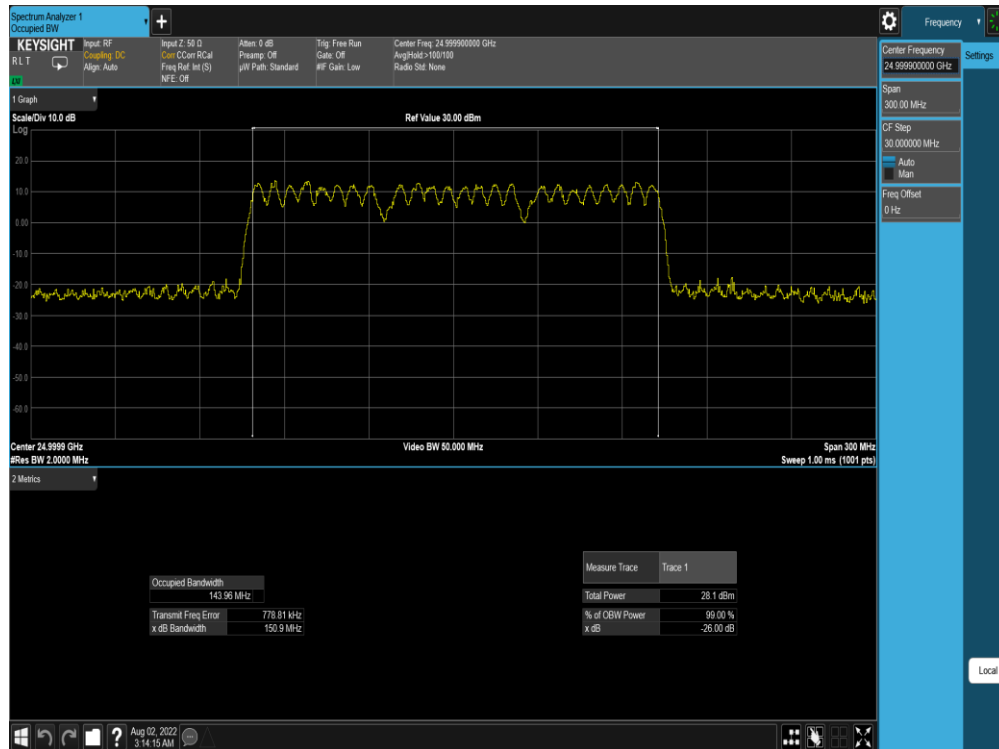 Spectrum Analyzer 1
Occupied BW
+
Frequency
KEYSIGHT
R L T
LU
Input: RF
Coupling: DC
Align: Auto
Input Z: 50 Ω
Corr CCorr RCal
Freq Ref: Int (S)
NFE: Off
Atten: 0 dB
Preamp: Off
µW Path: Standard
Trig: Free Run
Gate: Off
#IF Gain: Low
Center Freq: 24.999900000 GHz
Avg|Hold:>100/100
Radio Std: None
Center Frequency
24.999900000 GHz
Settings
Span
300.00 MHz
CF Step
30.000000 MHz
Auto
Man
Freq Offset
0 Hz
1 Graph
Scale/Div 10.0 dB
Ref Value 30.00 dBm
Log
20.0
10.0
0.00
-10.0
-20.0
-30.0
-40.0
-50.0
-60.0
Center 24.9999 GHz
Video BW 50.000 MHz
Span 300 MHz
#Res BW 2.0000 MHz
Sweep 1.00 ms (1001 pts)
2 Metrics
Occupied Bandwidth
143.96 MHz
Transmit Freq Error 778.81 kHz
x dB Bandwidth 150.9 MHz
Measure Trace Trace 1
Total Power 28.1 dBm
% of OBW Power 99.00 %
x dB -26.00 dB
Local
?
Aug 02, 2022
3:14:15 AM